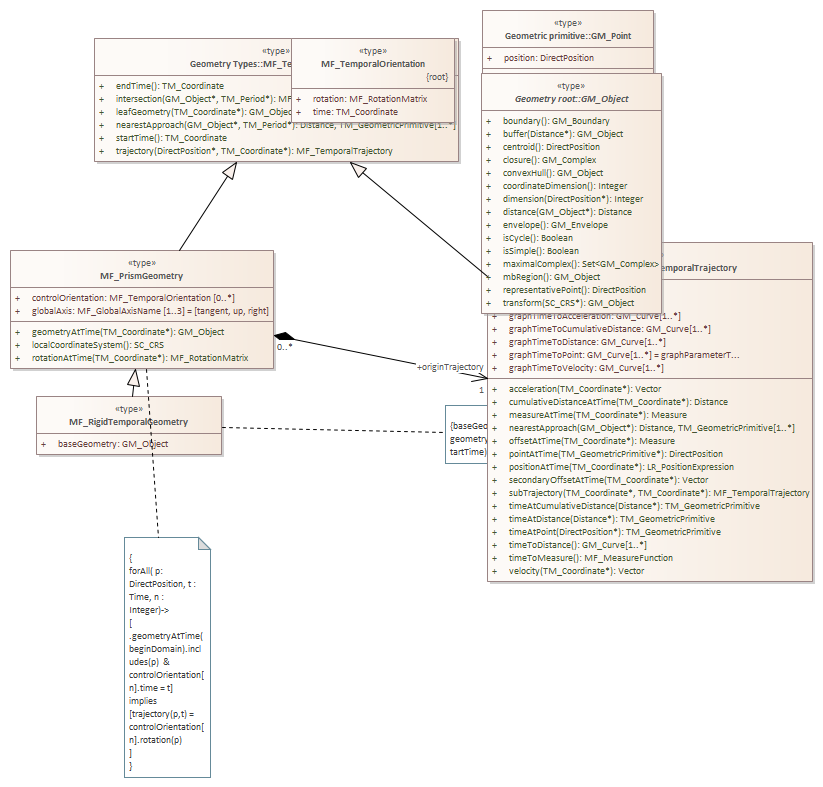 «type»
Geometry Types::MF_Te
+ endTime(): TM_Coordinate
+ intersection(GM_Object*, TM_Period*): MF
+ leafGeometry(TM_Coordinate*): GM_Objec
+ nearestApproach(GM_Object*, TM_Period*): Distance, TM_GeometricPrimitive[1..*]
+ startTime(): TM_Coordinate
+ trajectory(DirectPosition*, TM_Coordinate*): MF_TemporalTrajectory
«type»
MF_TemporalOrientation
{root}
+ rotation: MF_RotationMatrix
+ time: TM_Coordinate
«type»
Geometric primitive::GM_Point
+ position: DirectPosition
«type»
Geometry root::GM_Object
+ boundary(): GM_Boundary
+ buffer(Distance*): GM_Object
+ centroid(): DirectPosition
+ closure(): GM_Complex
+ convexHull(): GM_Object
+ coordinateDimension(): Integer
+ dimension(DirectPosition*): Integer
+ distance(GM_Object*): Distance
+ envelope(): GM_Envelope
+ isCycle(): Boolean
+ isSimple(): Boolean
+ maximalComplex(): Set<GM_Complex>
+ mbRegion(): GM_Object
+ representativePoint(): DirectPosition
+ transform(SC_CRS*): GM_Object
«type»
MF_PrismGeometry
+ controlOrientation: MF_TemporalOrientation [0..*]
+ globalAxis: MF_GlobalAxisName [1..3] = [tangent, up, right]
+ geometryAtTime(TM_Coordinate*): GM_Object
+ localCoordinateSystem(): SC_CRS
+ rotationAtTime(TM_Coordinate*): MF_RotationMatrix
0..*
+originTrajectory
1
emporalTrajectory
+ graphTimeToAcceleration: GM_Curve[1..*]
+ graphTimeToCumulativeDistance: GM_Curve[1..*]
+ graphTimeToDistance: GM_Curve[1..*]
+ graphTimeToPoint: GM_Curve[1..*] = graphParameterT...
+ graphTimeToVelocity: GM_Curve[1..*]
+ acceleration(TM_Coordinate*): Vector
+ cumulativeDistanceAtTime(TM_Coordinate*): Distance
+ measureAtTime(TM_Coordinate*): Measure
+ nearestApproach(GM_Object*): Distance, TM_GeometricPrimitive[1..*]
+ offsetAtTime(TM_Coordinate*): Measure
+ pointAtTime(TM_GeometricPrimitive*): DirectPosition
+ positionAtTime(TM_Coordinate*): LR_PositionExpression
+ secondaryOffsetAtTime(TM_Coordinate*): Vector
+ subTrajectory(TM_Coordinate*, TM_Coordinate*): MF_TemporalTrajectory
+ timeAtCumulativeDistance(Distance*): TM_GeometricPrimitive
+ timeAtDistance(Distance*): TM_GeometricPrimitive
+ timeAtPoint(DirectPosition*): TM_GeometricPrimitive
+ timeToDistance(): GM_Curve[1..*]
+ timeToMeasure(): MF_MeasureFunction
+ velocity(TM_Coordinate*): Vector
«type»
MF_RigidTemporalGeometry
+ baseGeometry: GM_Object
{baseGeo
geometry
tartTime)
{
forAll( p:
DirectPosition, t :
Time, n :
Integer)->
[
.geometryAtTime(
beginDomain).incl
udes(p) &
controlOrientation[
n].time = t]
implies
[trajectory(p,t) =
controlOrientation[
n].rotation(p)
]
}